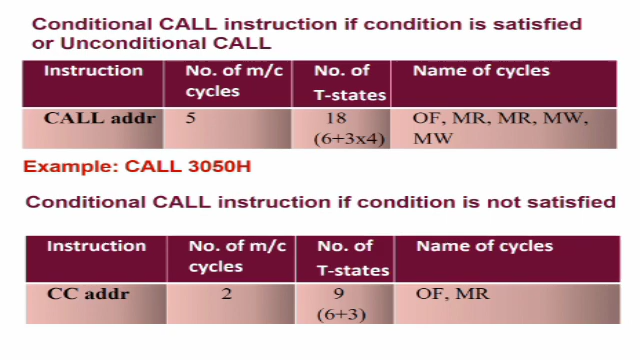 Conditional CALL instruction if condition is satisfied
or Unconditional CALL
Instruction No. of m/c cycles No. of T-states Name of cycles
CALL addr 5 18 (6+3x4) OF, MR, MR, MW, MW
Example: CALL 3050H
Conditional CALL instruction if condition is not satisfied
Instruction No. of m/c cycles No. of T-states Name of cycles
CC addr 2 9 (6+3) OF, MR